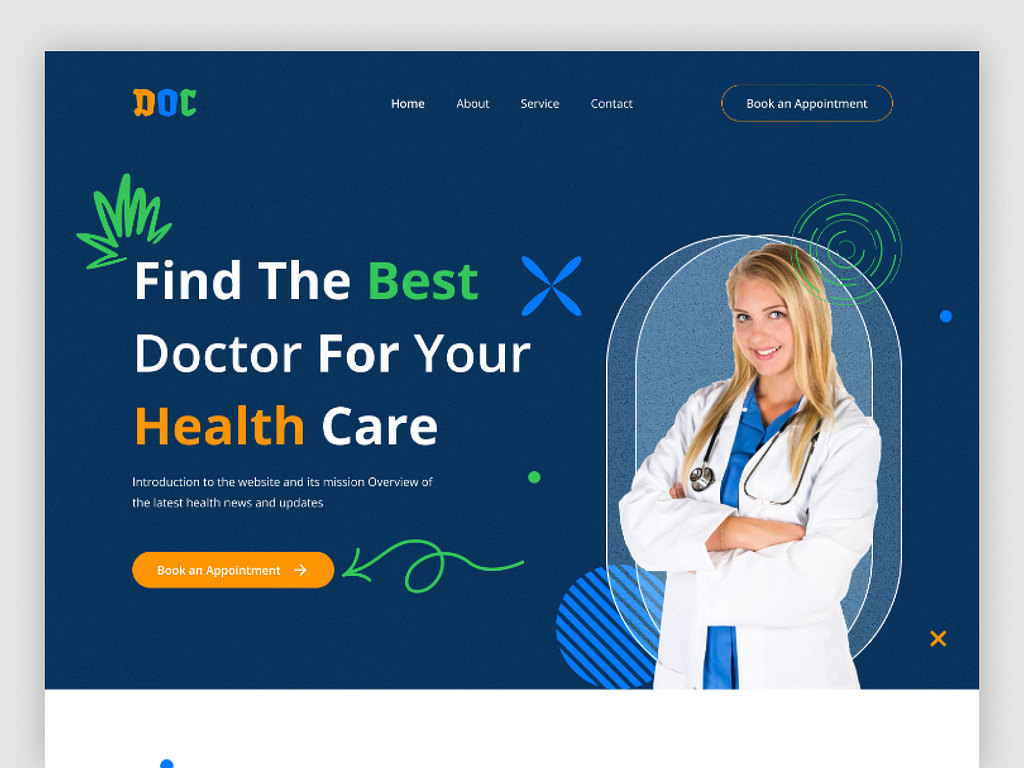 DOC
Home About Service Contact
Book an Appointment
Find The Best
Doctor For Your
Health Care
Introduction to the website and its mission Overview of
the latest health news and updates
Book an Appointment